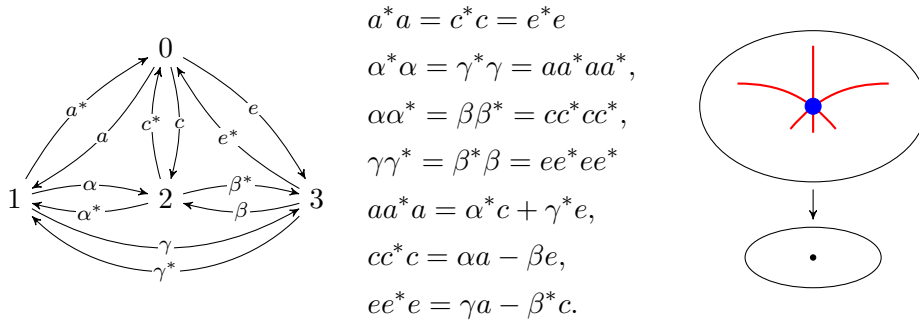 0
a*
a
c*
c
e*
e
1
α
α*
2
β*
β
3
γ
γ*
a*a = c*c = e*e
α*α = γ*γ = aa*aa*,
αα* = ββ* = cc*cc*,
γγ* = β*β = ee*ee*
aa*a = α*c + γ*e,
cc*c = αa − βe,
ee*e = γa − β*c.